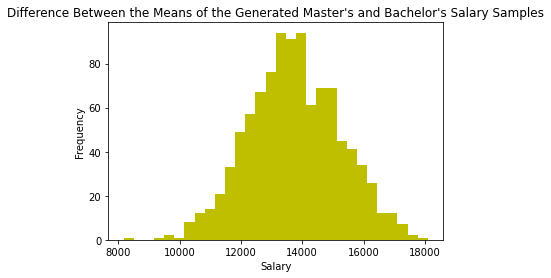 Difference Between the Means of the Generated Master's and Bachelor's Salary Samples
Frequency
80
60
40
20
0
8000 10000 12000 14000 16000 18000
Salary